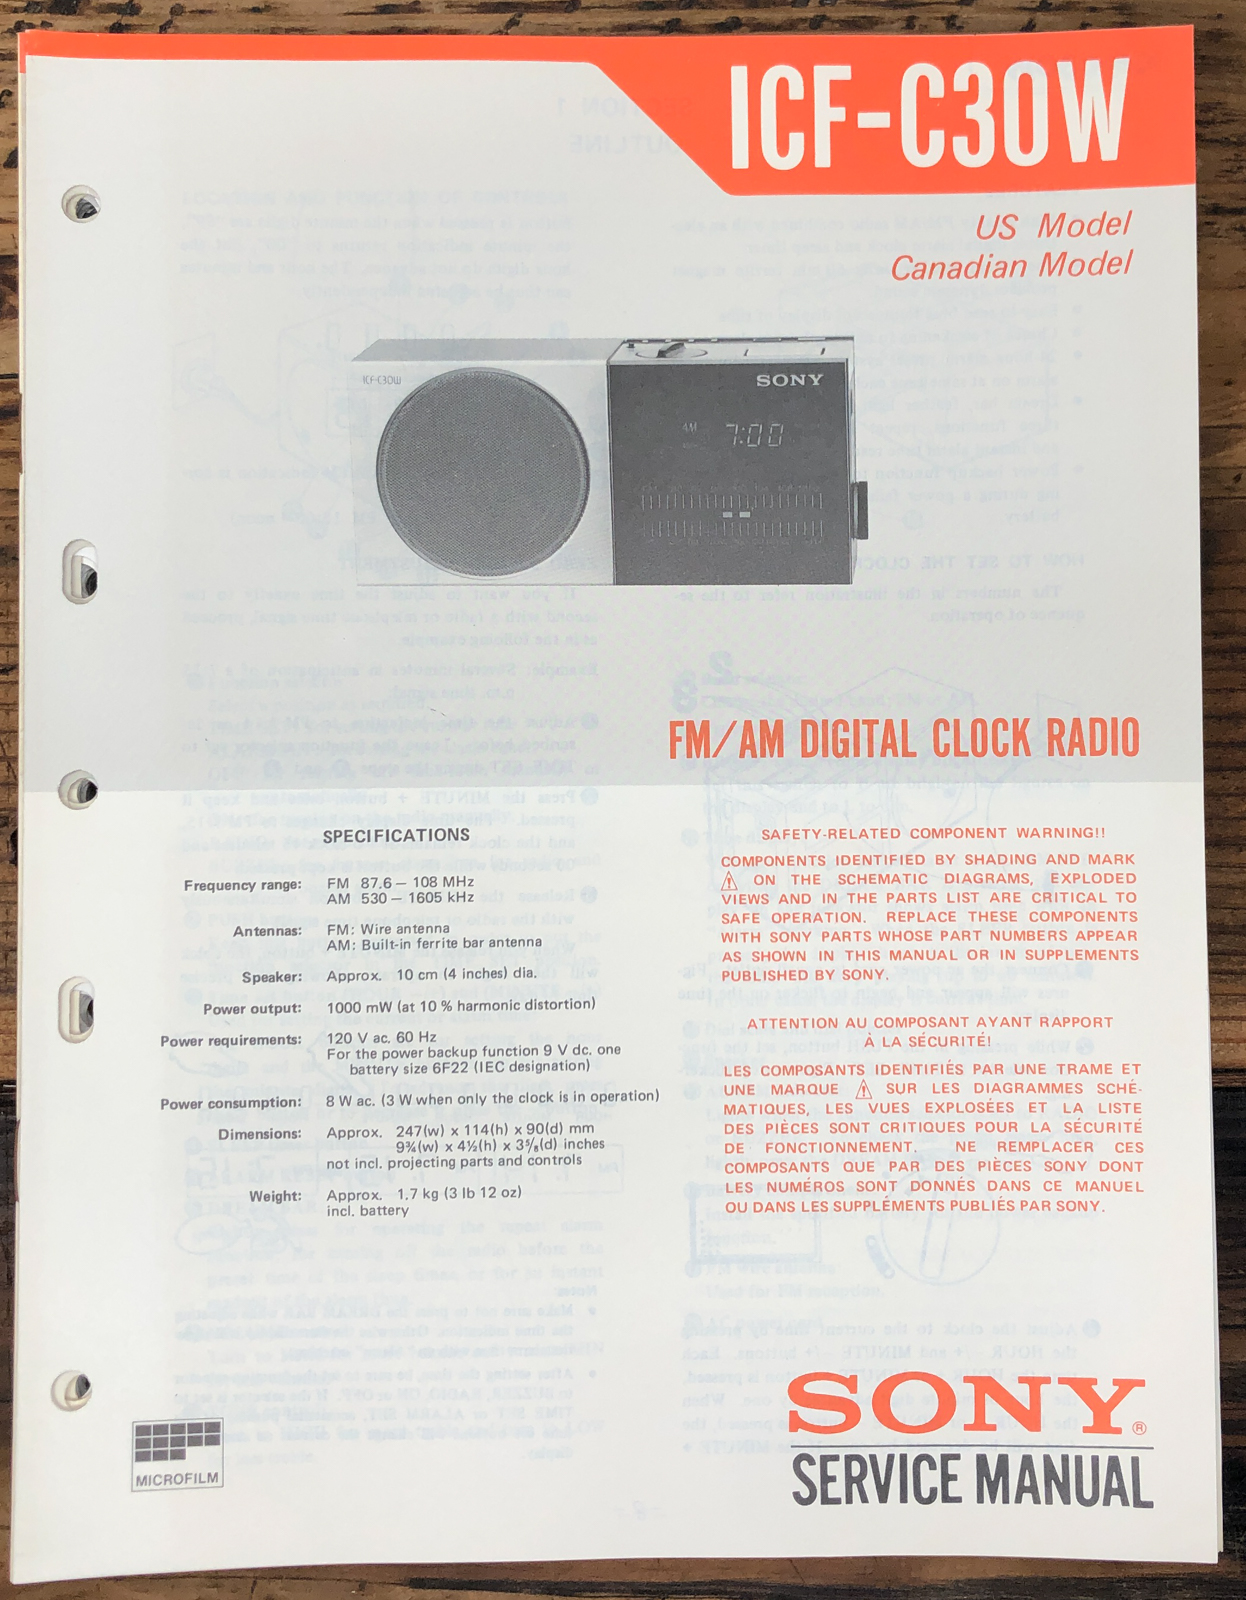 ICF-C30W
US Model
Canadian Model
ICF-C30W
SONY
AM 7:00
FM/AM DIGITAL CLOCK RADIO
SPECIFICATIONS
Frequency range: FM 87.6 – 108 MHz
AM 530 – 1605 kHz
Antennas: FM: Wire antenna
AM: Built-in ferrite bar antenna
Speaker: Approx. 10 cm (4 inches) dia.
Power output: 1000 mW (at 10 % harmonic distortion)
Power requirements: 120 V ac. 60 Hz
For the power backup function 9 V dc. one
battery size 6F22 (IEC designation)
Power consumption: 8 W ac. (3 W when only the clock is in operation)
Dimensions: Approx. 247(w) x 114(h) x 90(d) mm
9¾(w) x 4½(h) x 3⅝(d) inches
not incl. projecting parts and controls
Weight: Approx. 1.7 kg (3 lb 12 oz)
incl. battery
SAFETY-RELATED COMPONENT WARNING!!
COMPONENTS IDENTIFIED BY SHADING AND MARK
⚠ ON THE SCHEMATIC DIAGRAMS, EXPLODED
VIEWS AND IN THE PARTS LIST ARE CRITICAL TO
SAFE OPERATION. REPLACE THESE COMPONENTS
WITH SONY PARTS WHOSE PART NUMBERS APPEAR
AS SHOWN IN THIS MANUAL OR IN SUPPLEMENTS
PUBLISHED BY SONY.
ATTENTION AU COMPOSANT AYANT RAPPORT
À LA SÉCURITÉ!
LES COMPOSANTS IDENTIFIÉS PAR UNE TRAME ET
UNE MARQUE ⚠ SUR LES DIAGRAMMES SCHÉ-
MATIQUES, LES VUES EXPLOSÉES ET LA LISTE
DES PIÈCES SONT CRITIQUES POUR LA SÉCURITÉ
DE FONCTIONNEMENT. NE REMPLACER CES
COMPOSANTS QUE PAR DES PIÈCES SONY DONT
LES NUMÉROS SONT DONNÉS DANS CE MANUEL
OU DANS LES SUPPLÉMENTS PUBLIÉS PAR SONY.
MICROFILM
SONY®
SERVICE MANUAL